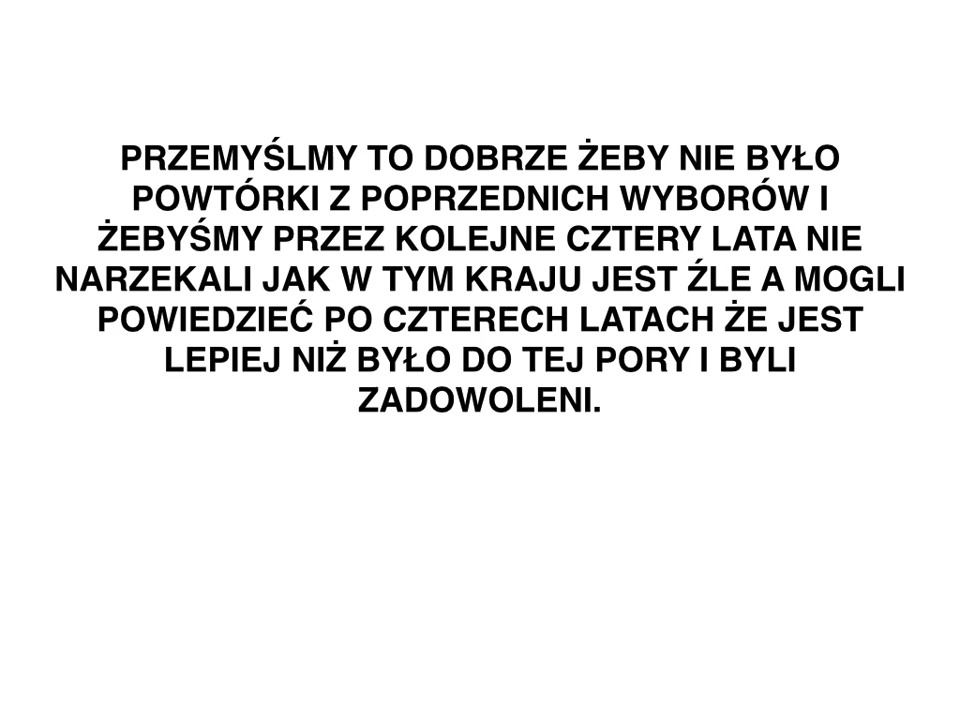 PRZEMYŚLMY TO DOBRZE ŻEBY NIE BYŁO
POWTÓRKI Z POPRZEDNICH WYBORÓW I
ŻEBYŚMY PRZEZ KOLEJNE CZTERY LATA NIE
NARZEKALI JAK W TYM KRAJU JEST ŹLE A MOGLI
POWIEDZIEĆ PO CZTERECH LATACH ŻE JEST
LEPIEJ NIŻ BYŁO DO TEJ PORY I BYLI
ZADOWOLENI.